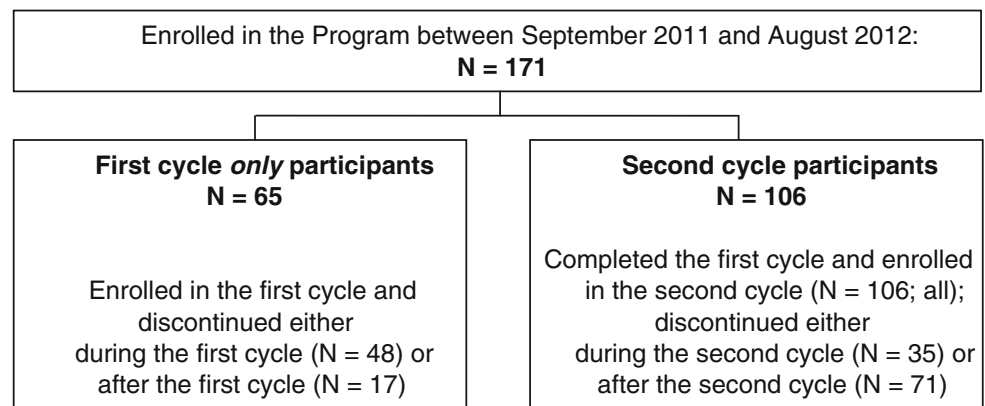 Enrolled in the Program between September 2011 and August 2012:
N = 171
First cycle only participants
N = 65
Enrolled in the first cycle and
discontinued either
during the first cycle (N = 48) or
after the first cycle (N = 17)
Second cycle participants
N = 106
Completed the first cycle and enrolled
in the second cycle (N = 106; all);
discontinued either
during the second cycle (N = 35) or
after the second cycle (N = 71)